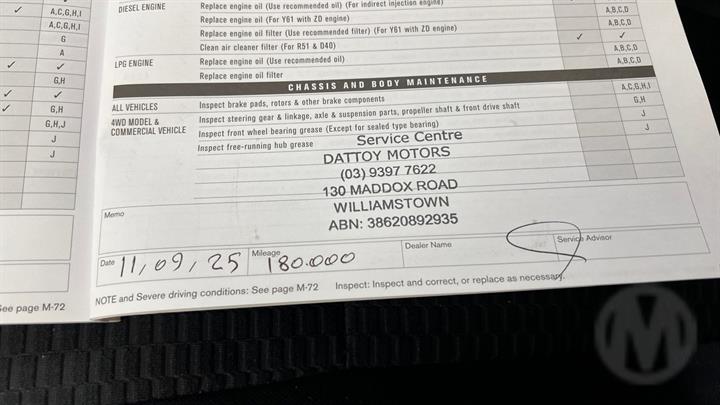 ✓ A,C,G,H,I
A,C,G,H,I
G
A
✓ ✓
G,H
✓ ✓
✓ G,H
G,H,J
J
J
See page M-72
DIESEL ENGINE Replace engine oil (Use recommended oil) (For indirect injection engine)
Replace engine oil (For Y61 with ZD engine) A,B,C,D
Replace engine oil filter (Use recommended oil) (For Y61 with ZD engine) A,B,C,D
Clean air cleaner filter (For R51 & D40) ✓ ✓
LPG ENGINE Replace engine oil (Use recommended oil) A,B,C,D
Replace engine oil filter A,B,C,D
CHASSIS AND BODY MAINTENANCE
ALL VEHICLES Inspect brake pads, rotors & other brake components A,C,G,H,I
4WD MODEL & COMMERCIAL VEHICLE Inspect steering gear & linkage, axle & suspension parts, propeller shaft & front drive shaft G,H
Inspect front wheel bearing grease (Except for sealed type bearing) J
Inspect free-running hub grease J
Service Centre
DATTOY MOTORS
(03) 9397 7622
130 MADDOX ROAD
WILLIAMSTOWN
ABN: 38620892935
Memo
Date 11/09/25 Mileage 180.000 Dealer Name Service Advisor
NOTE and Severe driving conditions: See page M-72 Inspect: Inspect and correct, or replace as necessary.
M